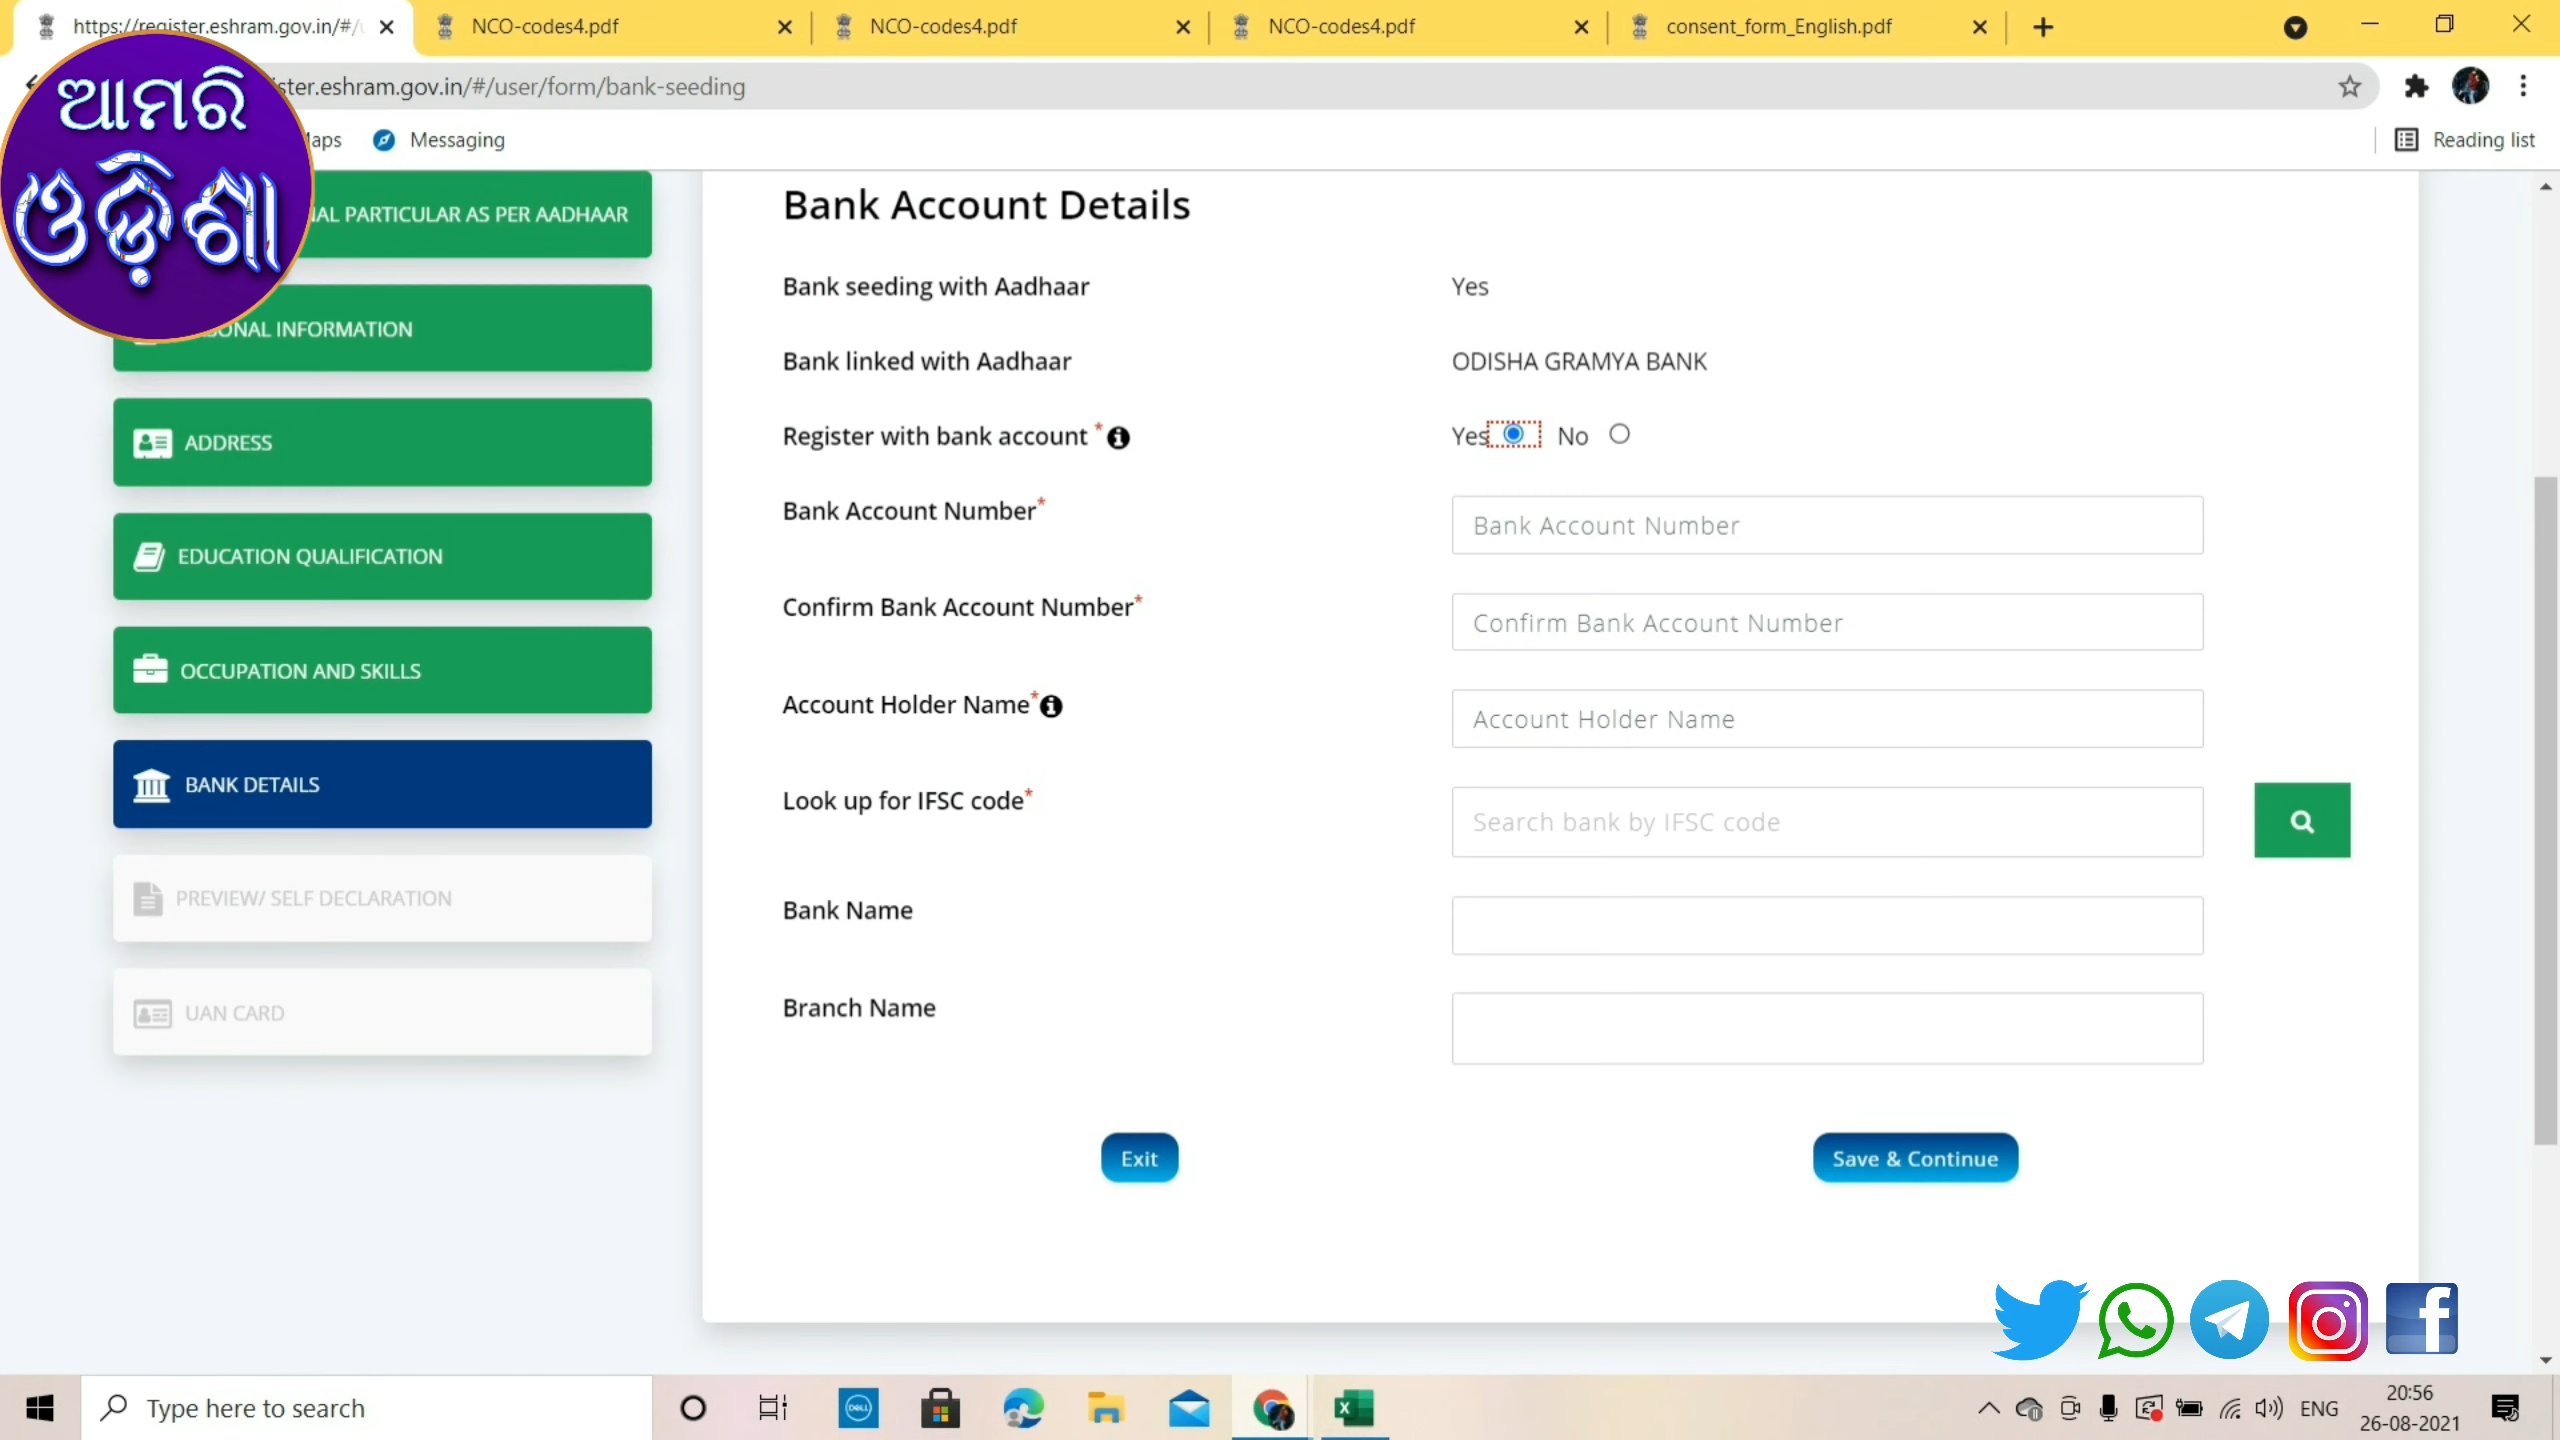 https://register.eshram.gov.in/#/
NCO-codes4.pdf
NCO-codes4.pdf
NCO-codes4.pdf
consent_form_English.pdf
ster.eshram.gov.in/#/user/form/bank-seeding
Messaging
Reading list
ଆମରି
ଓଡ଼ିଶା
NAL PARTICULAR AS PER AADHAAR
SONAL INFORMATION
ADDRESS
EDUCATION QUALIFICATION
OCCUPATION AND SKILLS
BANK DETAILS
PREVIEW/ SELF DECLARATION
UAN CARD
Bank Account Details
Bank seeding with Aadhaar Yes
Bank linked with Aadhaar ODISHA GRAMYA BANK
Register with bank account * Yes No
Bank Account Number* Bank Account Number
Confirm Bank Account Number* Confirm Bank Account Number
Account Holder Name* Account Holder Name
Look up for IFSC code* Search bank by IFSC code
Bank Name
Branch Name
Exit Save & Continue
Type here to search
DELL
ENG
20:56
26-08-2021